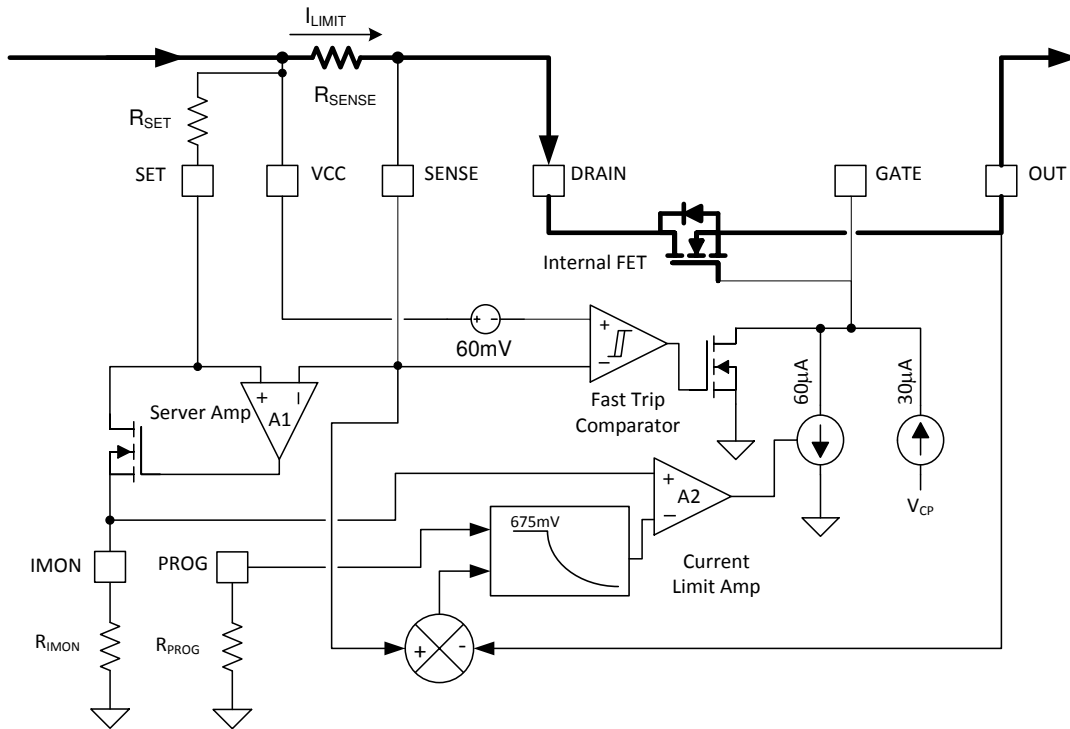 I_LIMIT
R_SENSE
R_SET
SET
VCC
SENSE
DRAIN
GATE
OUT
Internal FET
+ -
60mV
+
−
Fast Trip
Comparator
60µA
30µA
V_CP
Server Amp
+ −
A1
+
A2
−
Current
Limit Amp
675mV
IMON
PROG
R_IMON
R_PROG
+
-